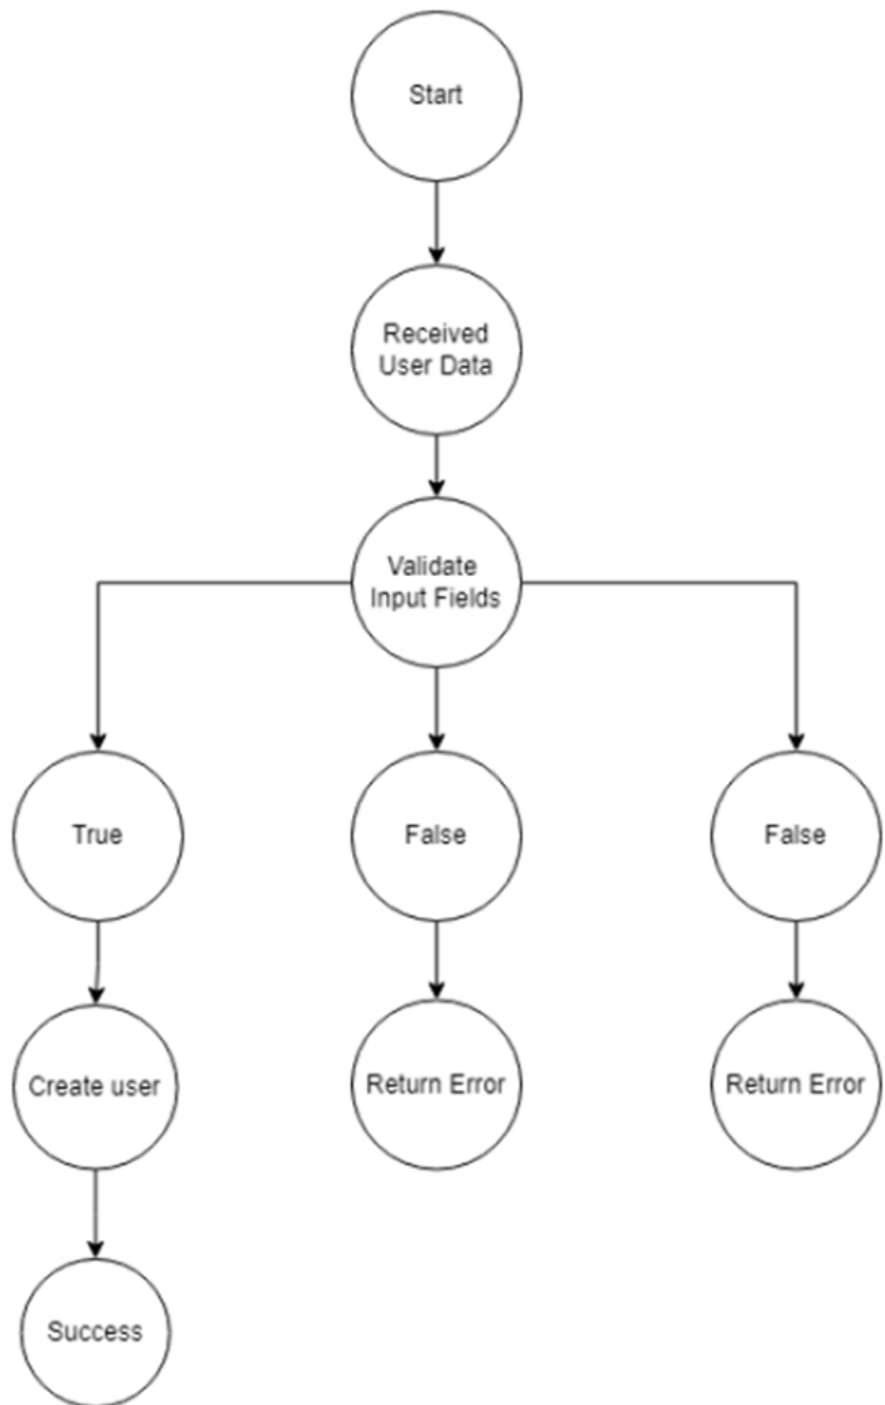 Start
Received
User Data
Validate
Input Fields
True
False
False
Create user
Return Error
Return Error
Success